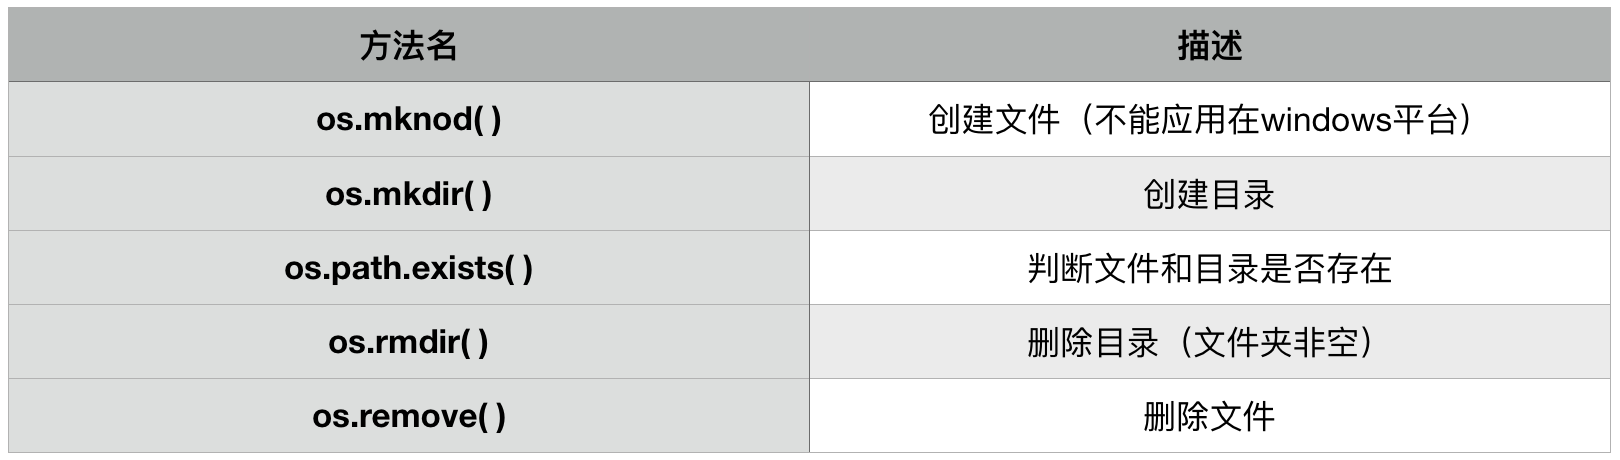 方法名 描述
os.mknod( ) 创建文件（不能应用在windows平台）
os.mkdir( ) 创建目录
os.path.exists( ) 判断文件和目录是否存在
os.rmdir( ) 删除目录（文件夹非空）
os.remove( ) 删除文件